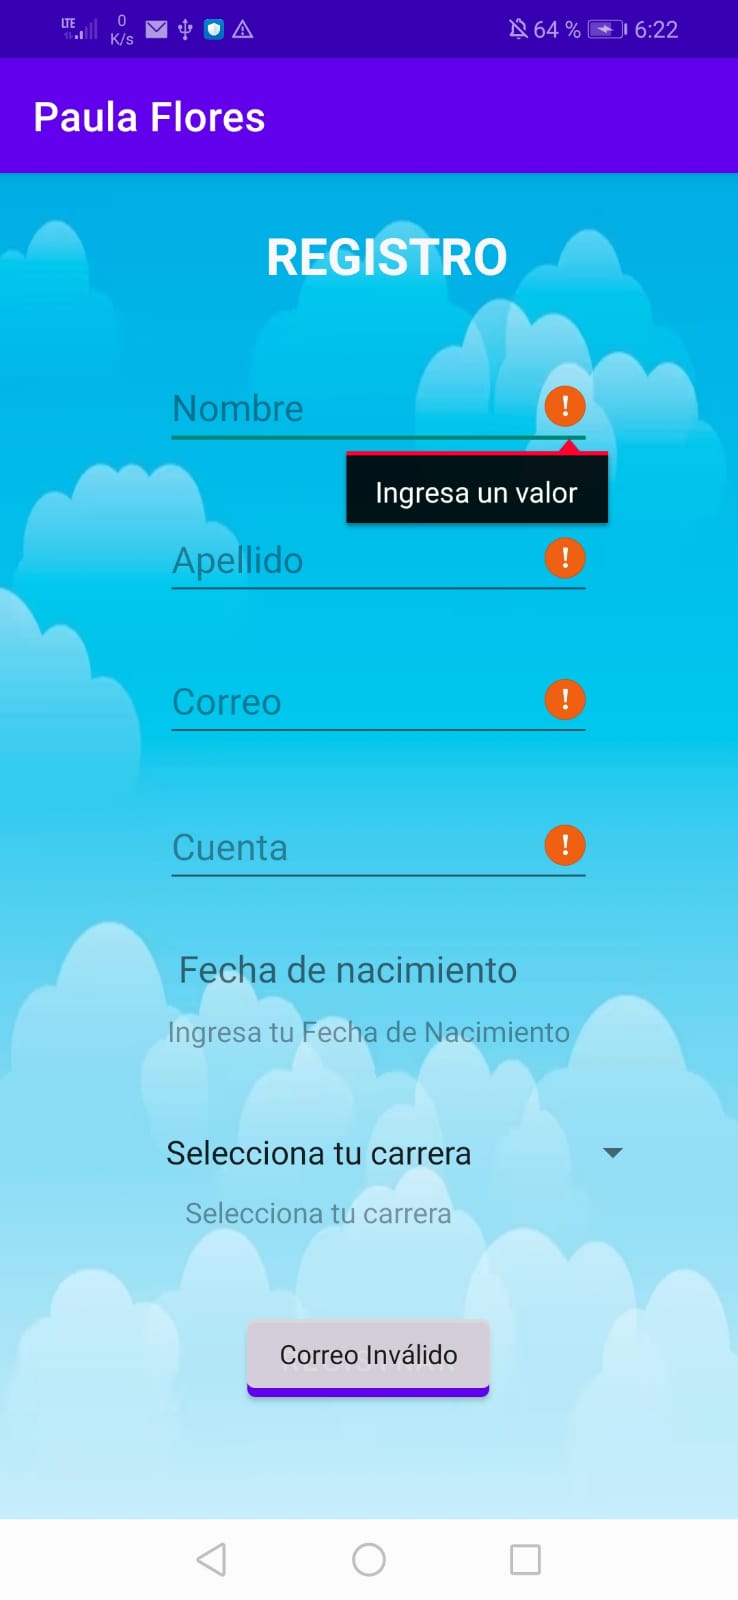 LTE 0 K/s 64 % 6:22
Paula Flores
REGISTRO
Nombre !
Ingresa un valor
Apellido !
Correo !
Cuenta !
Fecha de nacimiento
Ingresa tu Fecha de Nacimiento
Selecciona tu carrera
Selecciona tu carrera
Correo Inválido